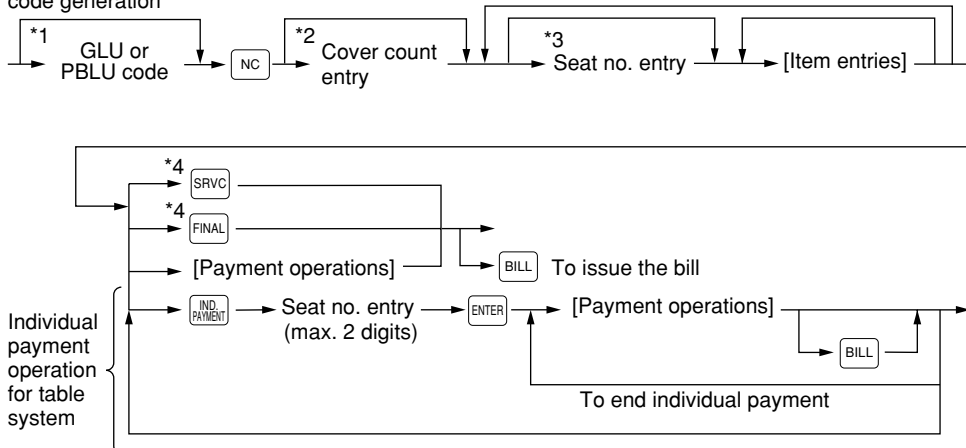 code generation
*1
GLU or
PBLU code
NC
*2
Cover count
entry
*3
Seat no. entry
[Item entries]
*4
SRVC
*4
FINAL
[Payment operations]
BILL To issue the bill
IND.
PAYMENT
Seat no. entry
(max. 2 digits)
ENTER
[Payment operations]
BILL
To end individual payment
Individual
payment
operation
for table
system